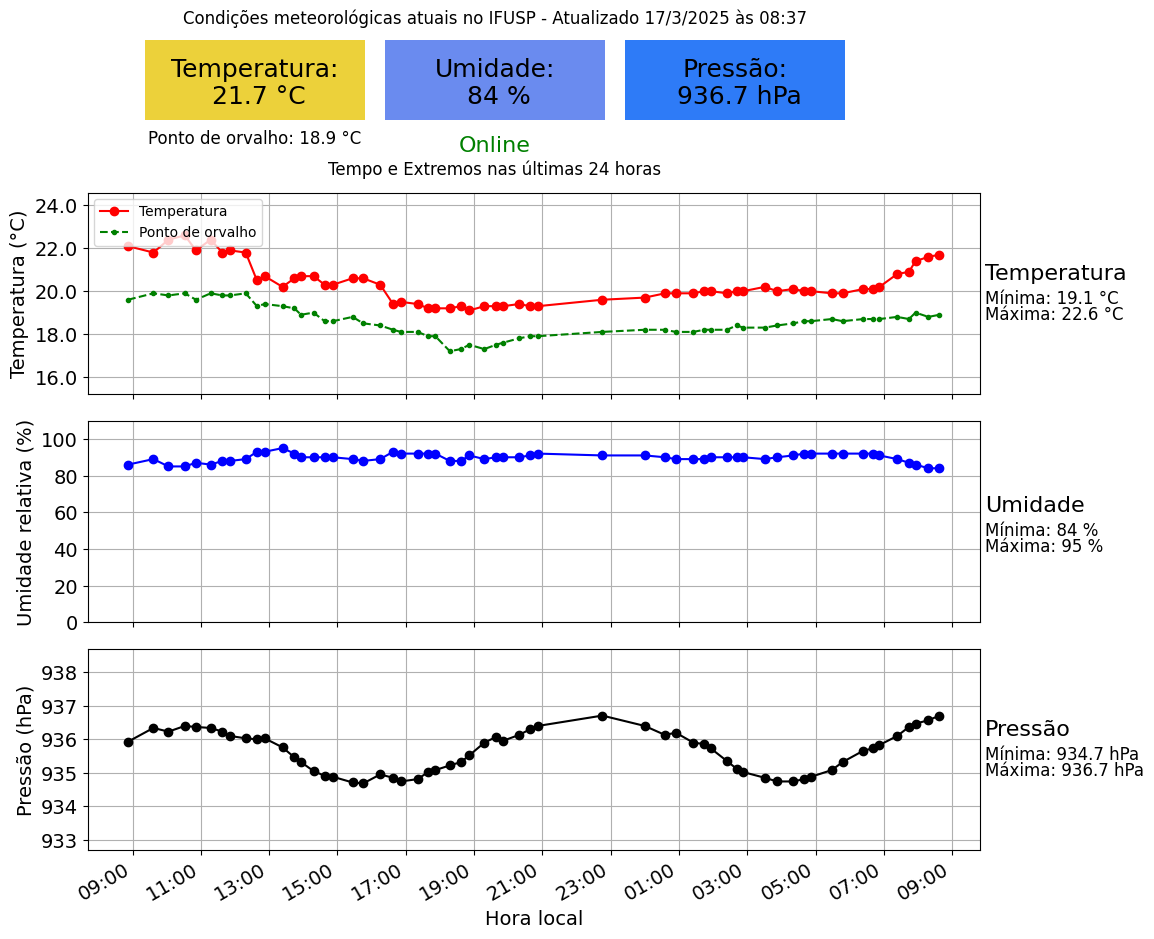 Condições meteorológicas atuais no IFUSP - Atualizado 17/3/2025 às 08:37
Temperatura:
21.7 °C
Umidade:
84 %
Pressão:
936.7 hPa
Ponto de orvalho: 18.9 °C
Online
Tempo e Extremos nas últimas 24 horas
Temperatura (°C)
24.0
22.0
20.0
18.0
16.0
Temperatura
Ponto de orvalho
Temperatura
Mínima: 19.1 °C
Máxima: 22.6 °C
Umidade relativa (%)
100
80
60
40
20
0
Umidade
Mínima: 84 %
Máxima: 95 %
Pressão (hPa)
938
937
936
935
934
933
Pressão
Mínima: 934.7 hPa
Máxima: 936.7 hPa
09:00
11:00
13:00
15:00
17:00
19:00
21:00
23:00
01:00
03:00
05:00
07:00
09:00
Hora local